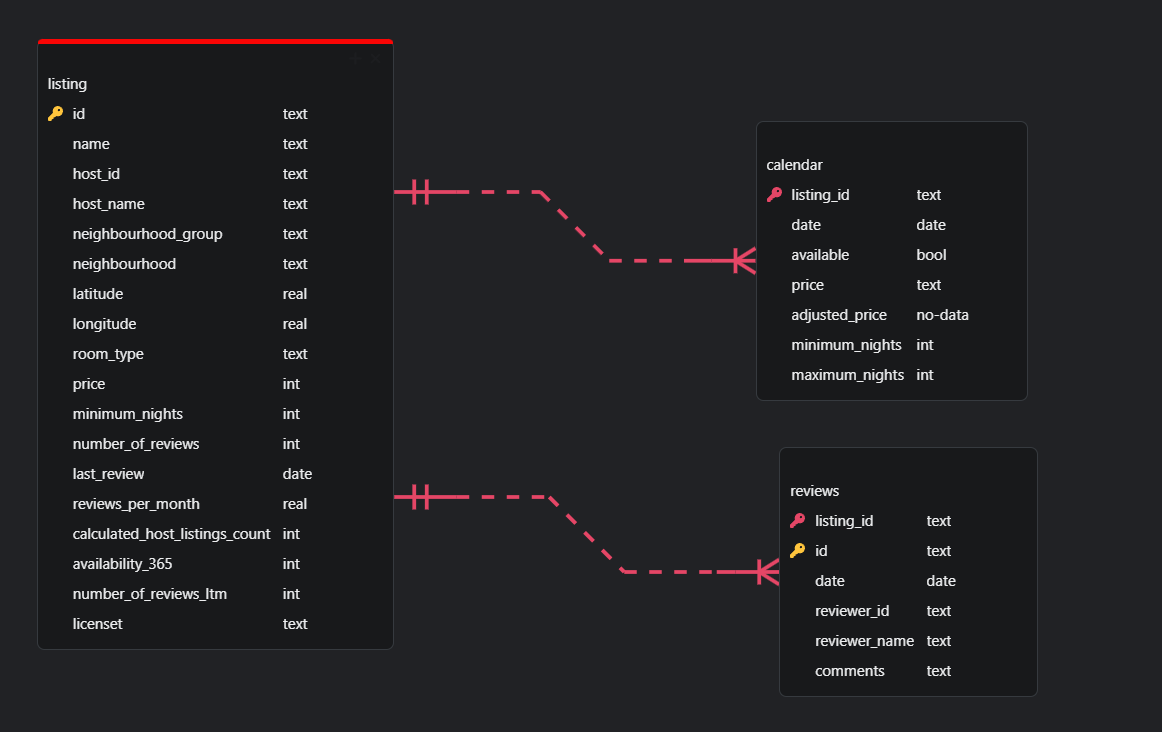 listing
id text
name text
host_id text
host_name text
neighbourhood_group text
neighbourhood text
latitude real
longitude real
room_type text
price int
minimum_nights int
number_of_reviews int
last_review date
reviews_per_month real
calculated_host_listings_count int
availability_365 int
number_of_reviews_ltm int
licenset text
calendar
listing_id text
date date
available bool
price text
adjusted_price no-data
minimum_nights int
maximum_nights int
reviews
listing_id text
id text
date date
reviewer_id text
reviewer_name text
comments text